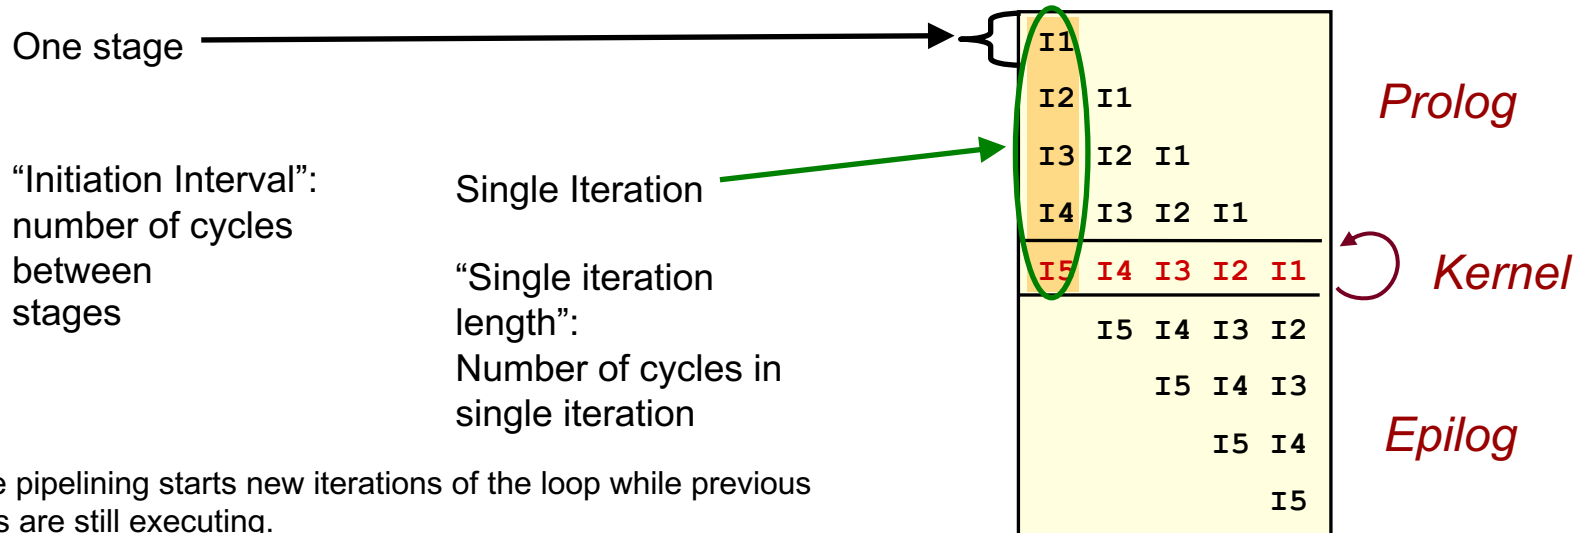 One stage
“Initiation Interval”:
number of cycles
between
stages
Single Iteration
“Single iteration
length”:
Number of cycles in
single iteration
pipelining starts new iterations of the loop while previous
are still executing.
I1
I2 I1
I3 I2 I1
I4 I3 I2 I1
I5 I4 I3 I2 I1
I5 I4 I3 I2
I5 I4 I3
I5 I4
I5
Prolog
Kernel
Epilog